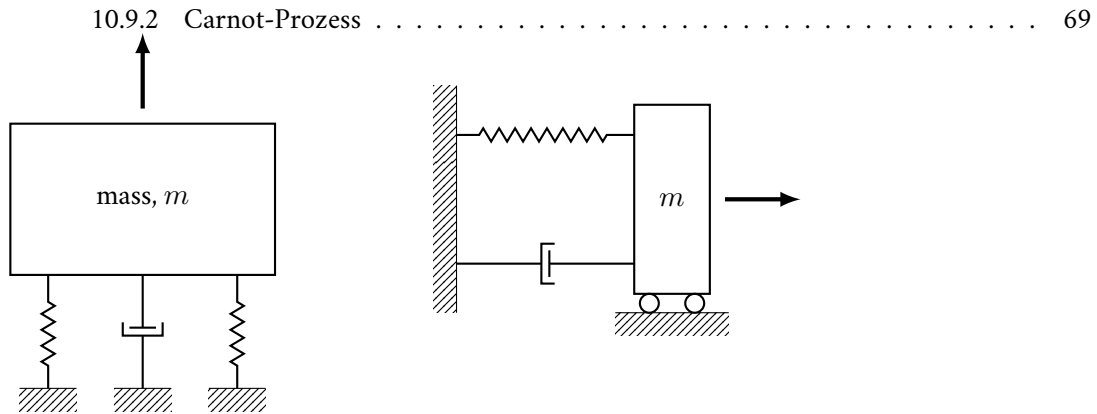 10.9.2 Carnot-Prozess . . . . . . . . . . . . . . . . . . . . . . . . . . . . . . 69
mass, m
m